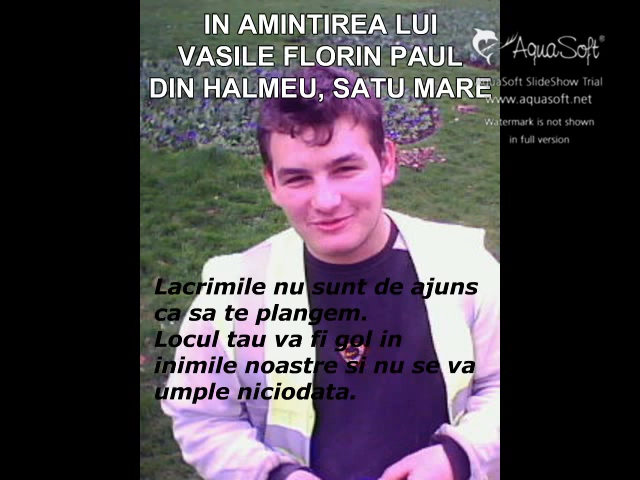 IN AMINTIREA LUI
VASILE FLORIN PAUL
DIN HALMEU, SATU MARE
AquaSoft®
AquaSoft SlideShow Trial
www.aquasoft.net
Watermark is not shown
in full version
Lacrimile nu sunt de ajuns
ca sa te plangem.
Locul tau va fi gol in
inimile noastre si nu se va
umple niciodata.